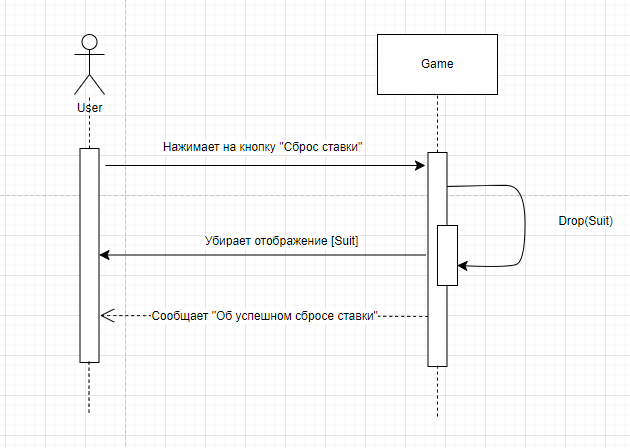 User
Game
Нажимает на кнопку "Сброс ставки"
Drop(Suit)
Убирает отображение [Suit]
Сообщает "Об успешном сбросе ставки"